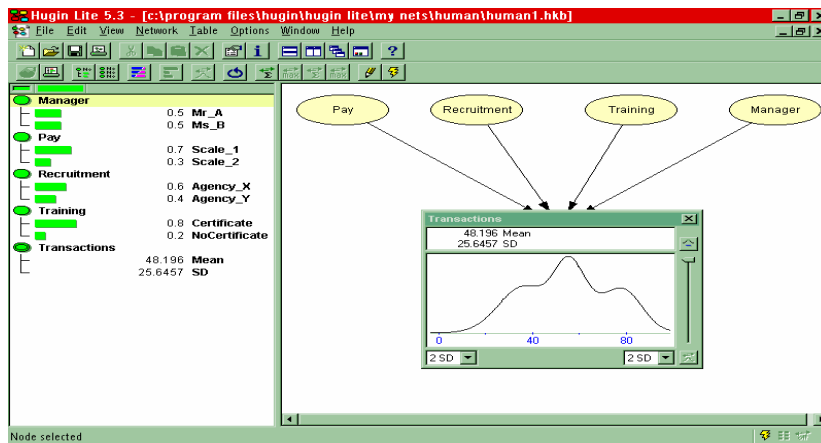 Hugin Lite 5.3 - [c:\program files\hugin\hugin lite\my nets\human\human1.hkb]
File Edit View Network Table Options Window Help
Manager
0.5 Mr_A
0.5 Ms_B
Pay
0.7 Scale_1
0.3 Scale_2
Recruitment
0.6 Agency_X
0.4 Agency_Y
Training
0.8 Certificate
0.2 NoCertificate
Transactions
48.196 Mean
25.6457 SD
Pay Recruitment Training Manager
Transactions
48.196 Mean
25.6457 SD
0 40 80
2 SD 2 SD
Node selected